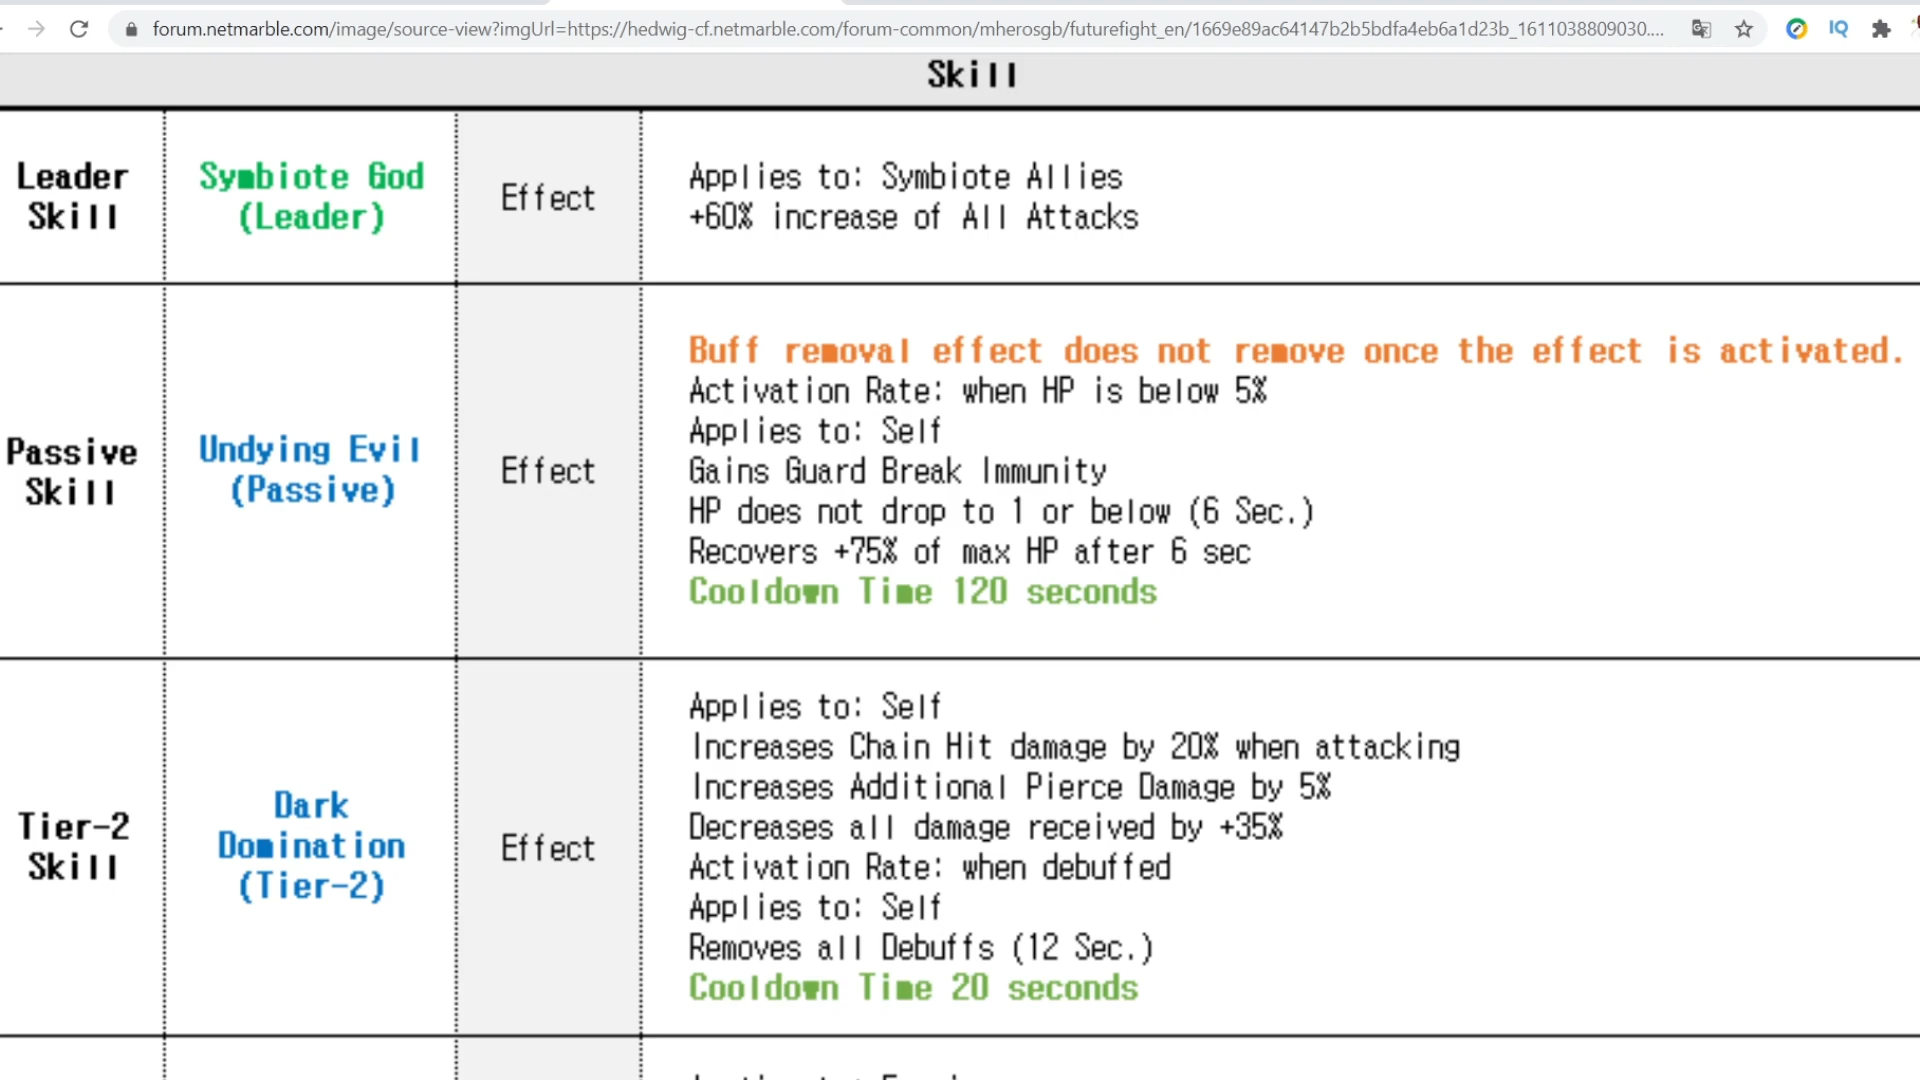 forum.netmarble.com/image/source-view?imgUrl=https://hedwig-cf.netmarble.com/forum-common/mherosgb/futurefight_en/1669e89ac64147b2b5bdfa4eb6a1d23b_1611038809030....
IQ
Skill
Leader
Skill
Symbiote God
(Leader)
Effect
Applies to: Symbiote Allies
+60% increase of All Attacks
Passive
Skill
Undying Evil
(Passive)
Effect
Buff removal effect does not remove once the effect is activated.
Activation Rate: when HP is below 5%
Applies to: Self
Gains Guard Break Immunity
HP does not drop to 1 or below (6 Sec.)
Recovers +75% of max HP after 6 sec
Cooldown Time 120 seconds
Tier-2
Skill
Dark
Domination
(Tier-2)
Effect
Applies to: Self
Increases Chain Hit damage by 20% when attacking
Increases Additional Pierce Damage by 5%
Decreases all damage received by +35%
Activation Rate: when debuffed
Applies to: Self
Removes all Debuffs (12 Sec.)
Cooldown Time 20 seconds